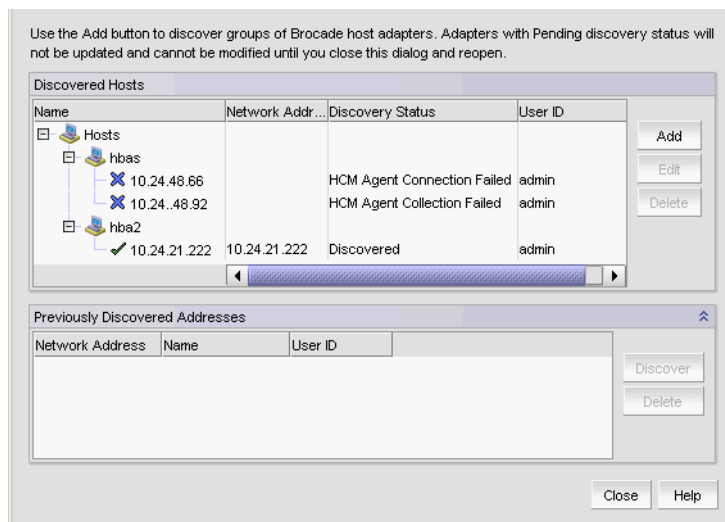 Use the Add button to discover groups of Brocade host adapters. Adapters with Pending discovery status will
not be updated and cannot be modified until you close this dialog and reopen.
Discovered Hosts
Name Network Addr... Discovery Status User ID
Hosts
Add
hbas
Edit
10.24.48.66 HCM Agent Connection Failed admin
10.24..48.92 HCM Agent Collection Failed admin
Delete
hba2
10.24.21.222 10.24.21.222 Discovered admin
Previously Discovered Addresses
Network Address Name User ID
Discover
Delete
Close Help